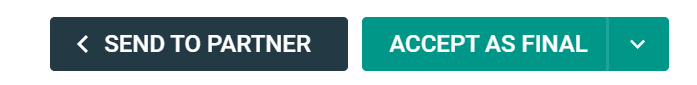 SEND TO PARTNER
ACCEPT AS FINAL